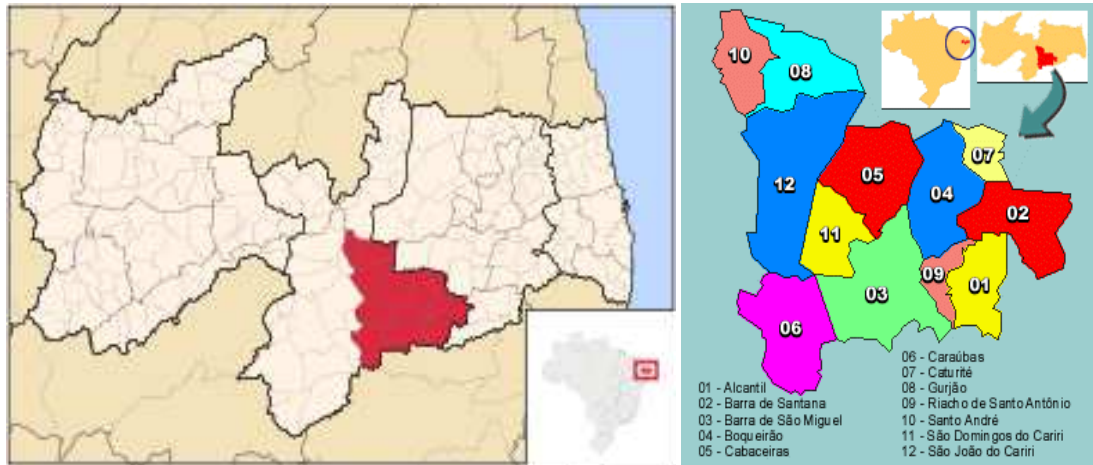 10
08
12
05
04
07
02
11
09
01
03
06
01 - Alcantil
02 - Barra de Santana
03 - Barra de São Miguel
04 - Boqueirão
05 - Cabaceiras
06 - Caraúbas
07 - Caturité
08 - Gurjão
09 - Riacho de Santo Antônio
10 - Santo André
11 - São Domingos do Cariri
12 - São João do Cariri